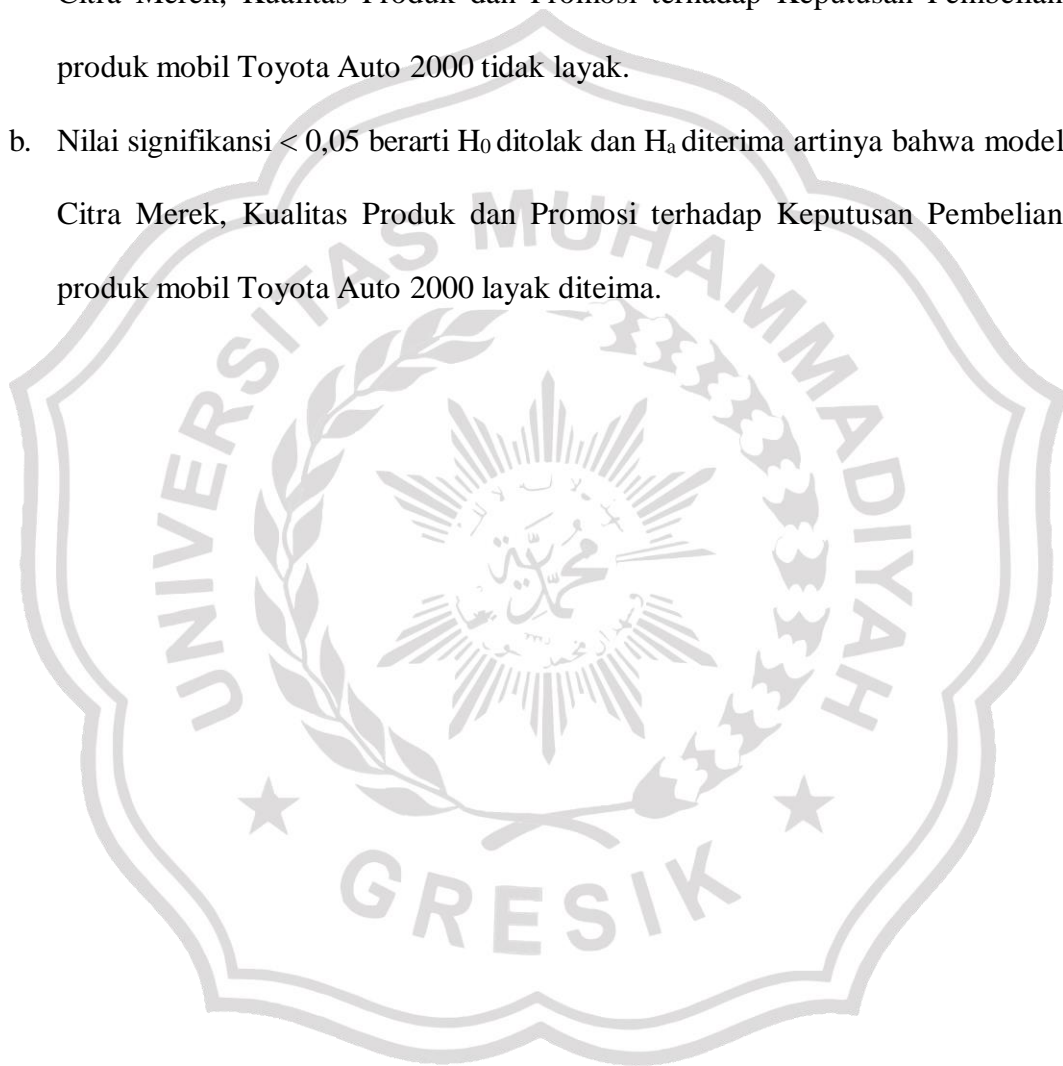 Citra Merek, Kualitas Produk dan Promosi terhadap Keputusan Pembelian
produk mobil Toyota Auto 2000 tidak layak.
b. Nilai signifikansi < 0,05 berarti H0 ditolak dan Ha diterima artinya bahwa model
Citra Merek, Kualitas Produk dan Promosi terhadap Keputusan Pembelian
produk mobil Toyota Auto 2000 layak diteima.
UNIVERSITAS MUHAMMADIYAH
محمدية
GRESIK